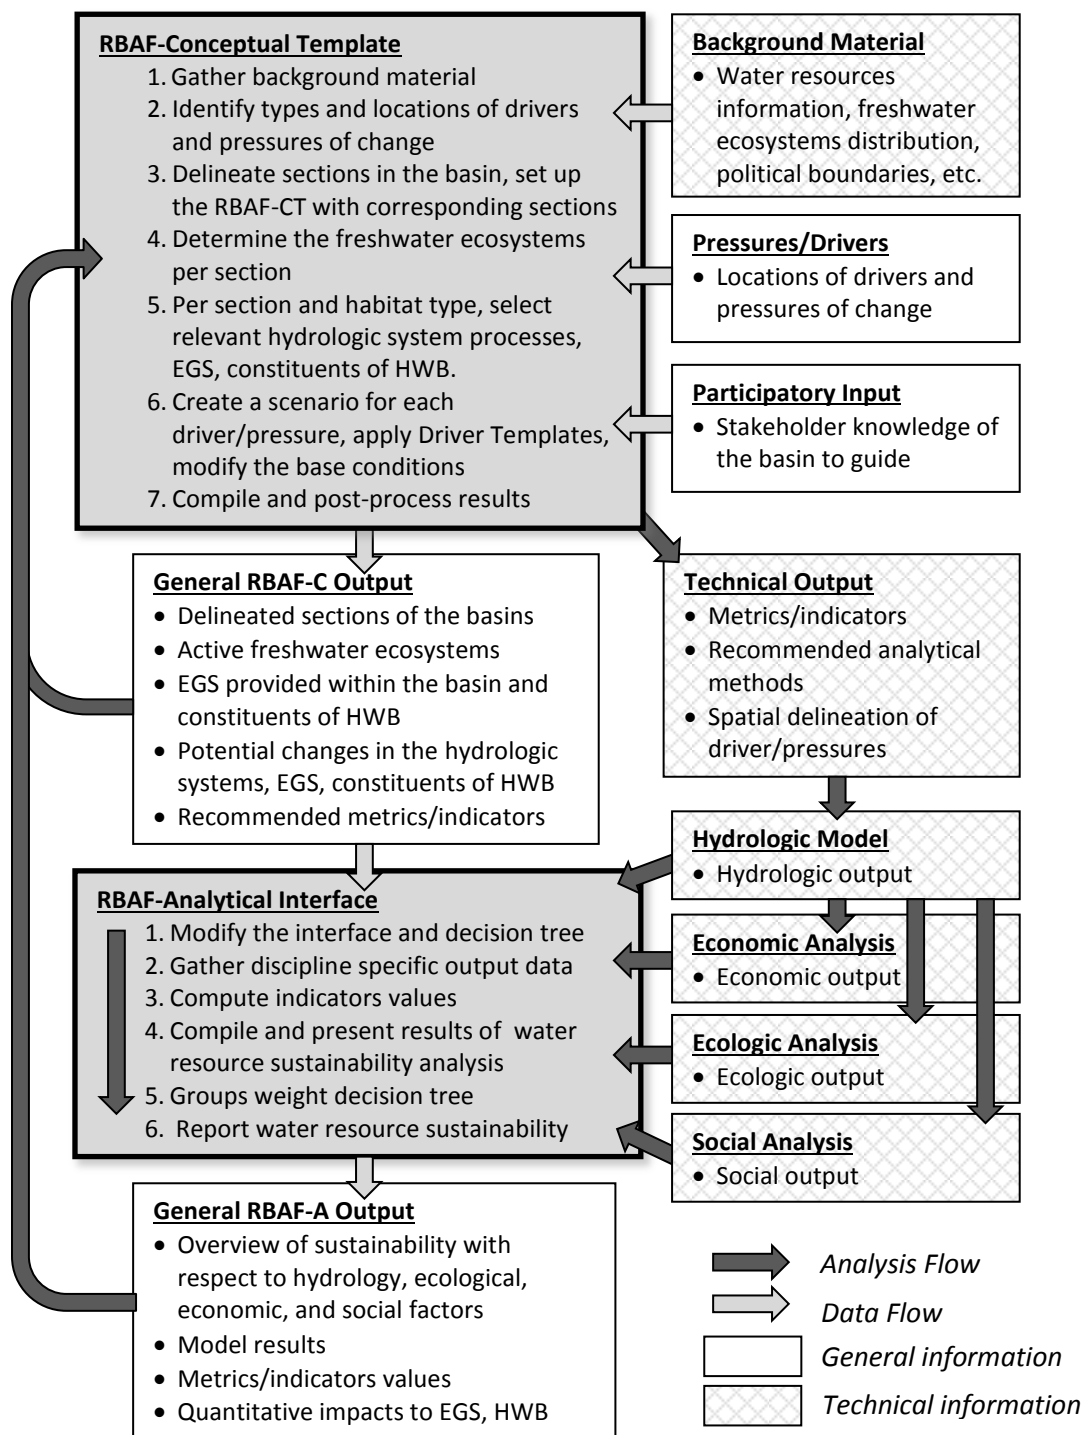 RBAF-Conceptual Template
1. Gather background material
2. Identify types and locations of drivers
and pressures of change
3. Delineate sections in the basin, set up
the RBAF-CT with corresponding sections
4. Determine the freshwater ecosystems
per section
5. Per section and habitat type, select
relevant hydrologic system processes,
EGS, constituents of HWB.
6. Create a scenario for each
driver/pressure, apply Driver Templates,
modify the base conditions
7. Compile and post-process results
Background Material
• Water resources
information, freshwater
ecosystems distribution,
political boundaries, etc.
Pressures/Drivers
• Locations of drivers and
pressures of change
Participatory Input
• Stakeholder knowledge of
the basin to guide
General RBAF-C Output
• Delineated sections of the basins
• Active freshwater ecosystems
• EGS provided within the basin and
constituents of HWB
• Potential changes in the hydrologic
systems, EGS, constituents of HWB
• Recommended metrics/indicators
Technical Output
• Metrics/indicators
• Recommended analytical
methods
• Spatial delineation of
driver/pressures
Hydrologic Model
• Hydrologic output
Economic Analysis
• Economic output
Ecologic Analysis
• Ecologic output
Social Analysis
• Social output
RBAF-Analytical Interface
1. Modify the interface and decision tree
2. Gather discipline specific output data
3. Compute indicators values
4. Compile and present results of water
resource sustainability analysis
5. Groups weight decision tree
6. Report water resource sustainability
General RBAF-A Output
• Overview of sustainability with
respect to hydrology, ecological,
economic, and social factors
• Model results
• Metrics/indicators values
• Quantitative impacts to EGS, HWB
Analysis Flow
Data Flow
General information
Technical information